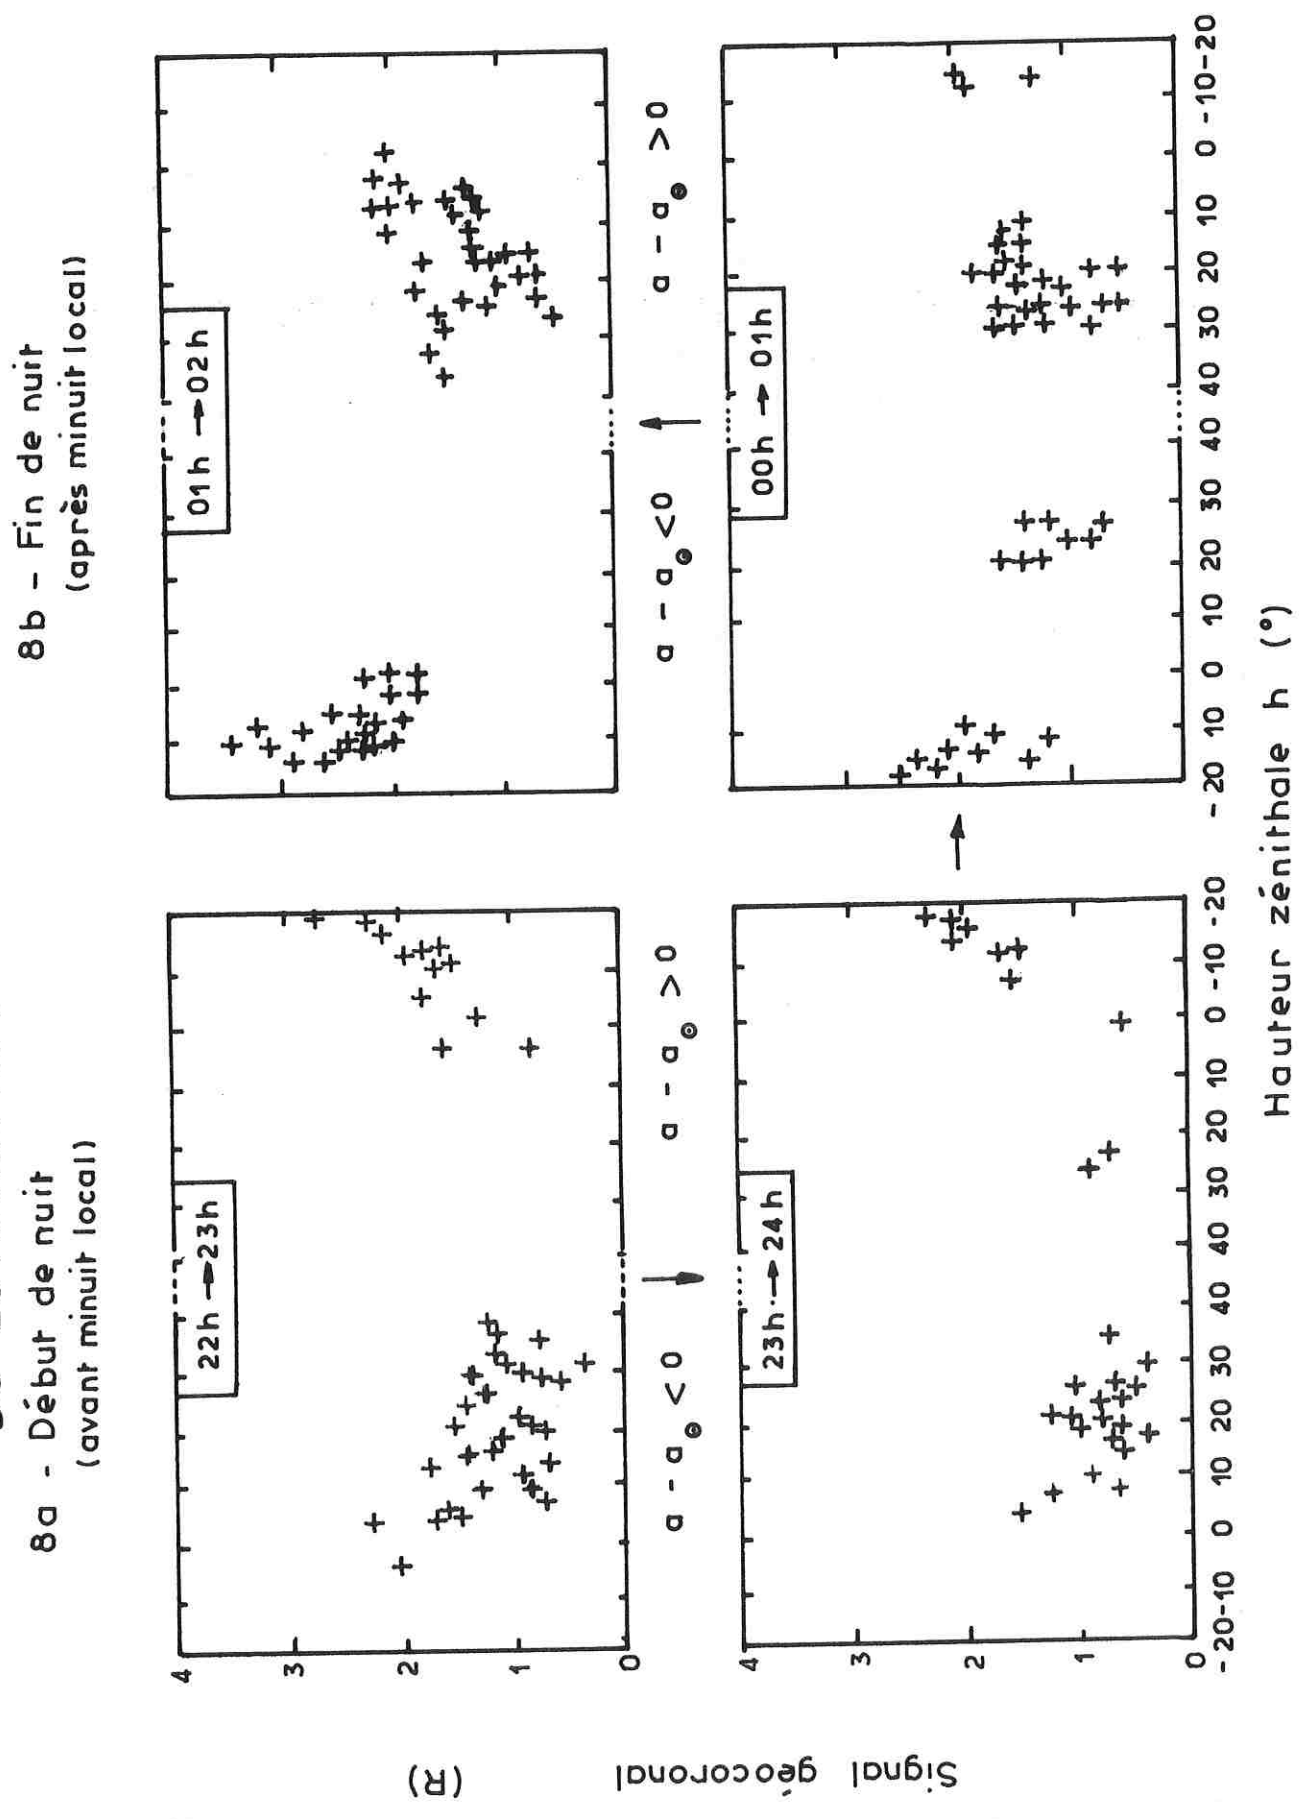 8a - Début de nuit
(avant minuit local)
8b - Fin de nuit
(après minuit local)
22h → 23h
01h → 02h
4
3
2
1
0
a - a☉ < 0
a - a☉ > 0
a - a☉ < 0
a - a☉ > 0
23h → 24h
00h → 01h
4
3
2
1
0
-20 -10 0 10 20 30 40 40 30 20 10 0 -10 -20
-20 10 0 10 20 30 40 40 30 20 10 0 -10 -20
Signal géocoronal (R)
Hauteur zénithale h (°)